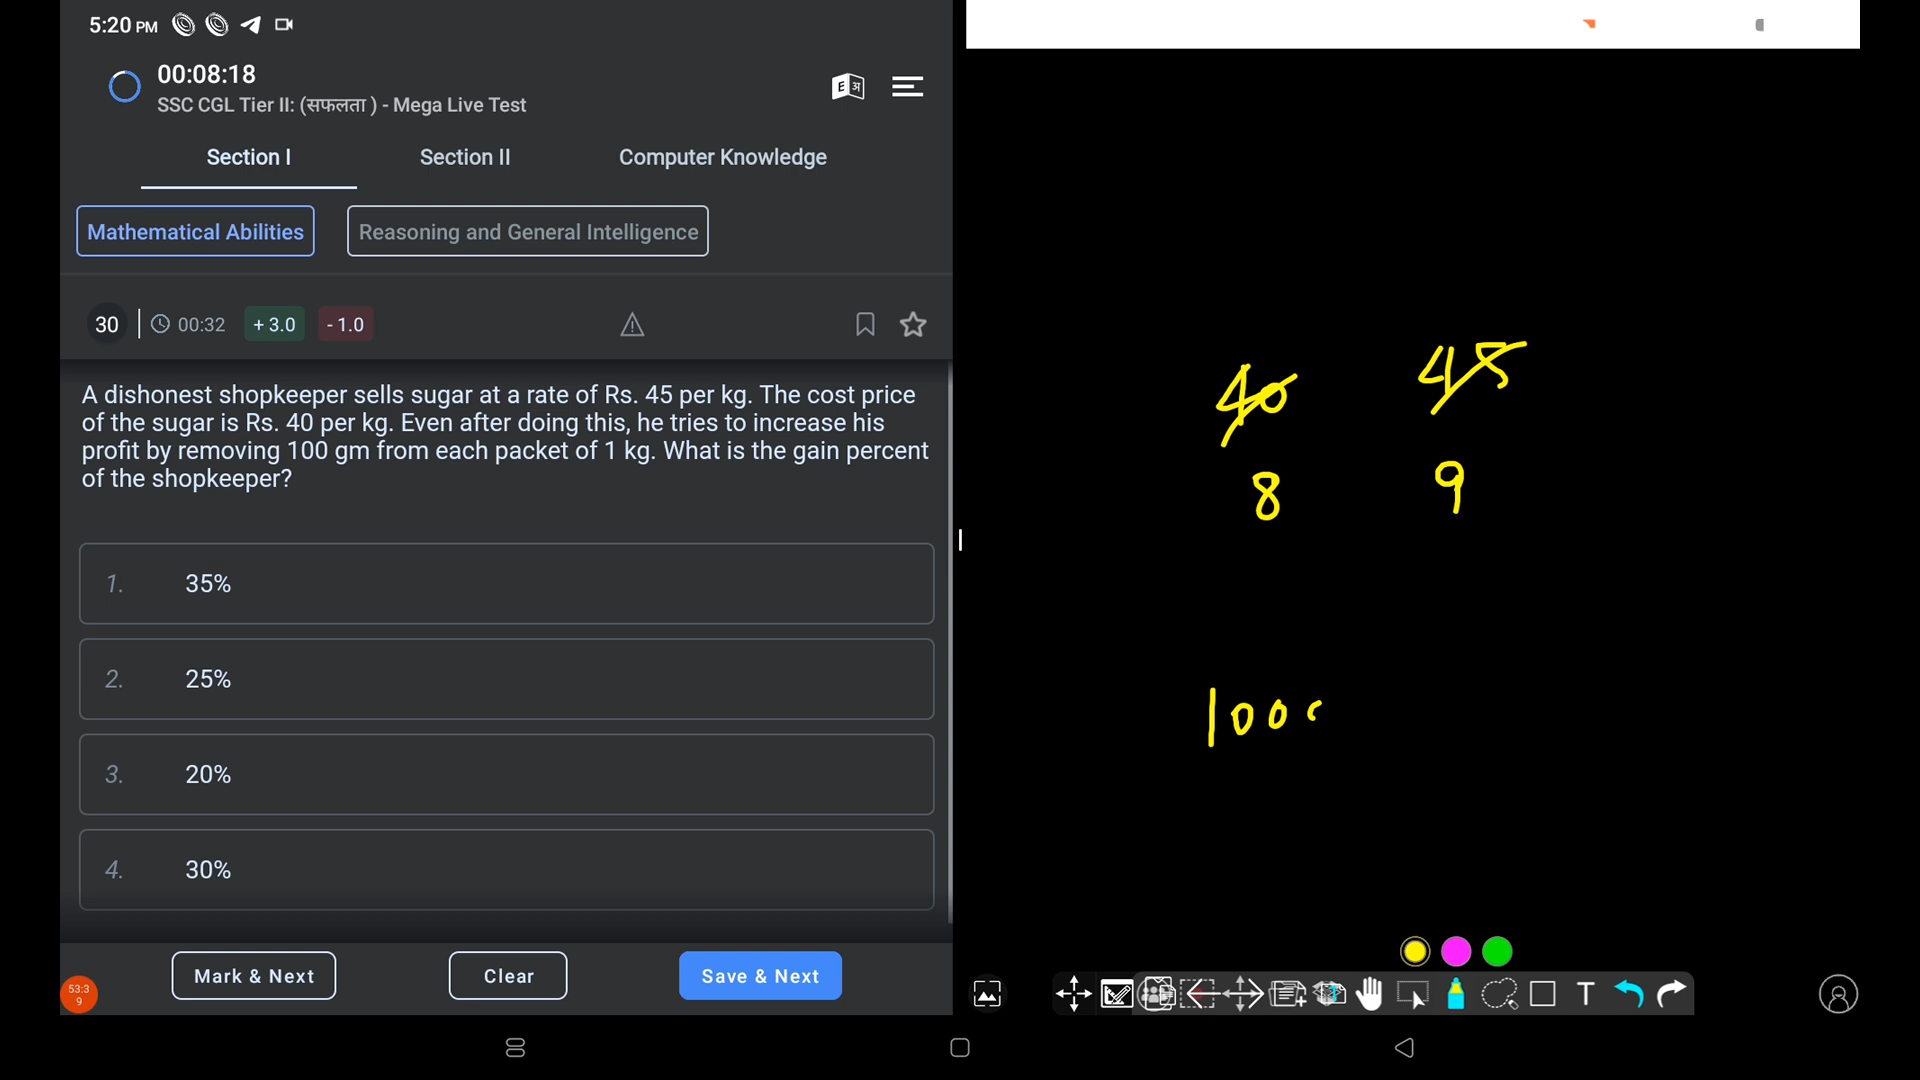 5:20 PM
00:08:18
SSC CGL Tier II: (सफलता ) - Mega Live Test
E अ
Section I
Section II
Computer Knowledge
Mathematical Abilities
Reasoning and General Intelligence
30
00:32
+ 3.0
- 1.0
A dishonest shopkeeper sells sugar at a rate of Rs. 45 per kg. The cost price
of the sugar is Rs. 40 per kg. Even after doing this, he tries to increase his
profit by removing 100 gm from each packet of 1 kg. What is the gain percent
of the shopkeeper?
1. 35%
2. 25%
3. 20%
4. 30%
Mark & Next
Clear
Save & Next
53:3
9
40 45
8 9
100
T